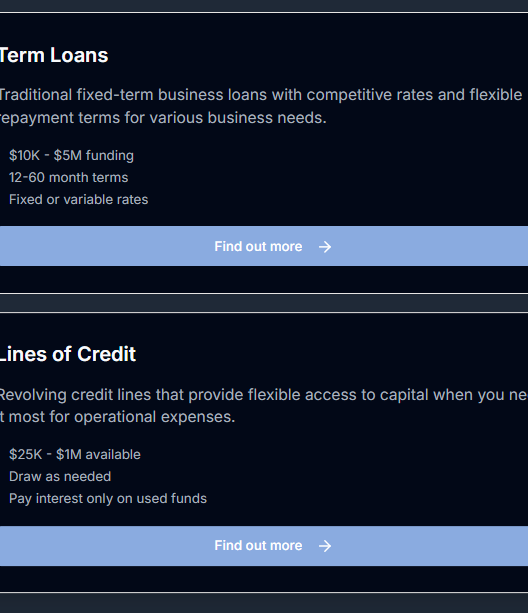 Term Loans
Traditional fixed-term business loans with competitive rates and flexible
repayment terms for various business needs.
$10K - $5M funding
12-60 month terms
Fixed or variable rates
Find out more
Lines of Credit
Revolving credit lines that provide flexible access to capital when you ne
t most for operational expenses.
$25K - $1M available
Draw as needed
Pay interest only on used funds
Find out more